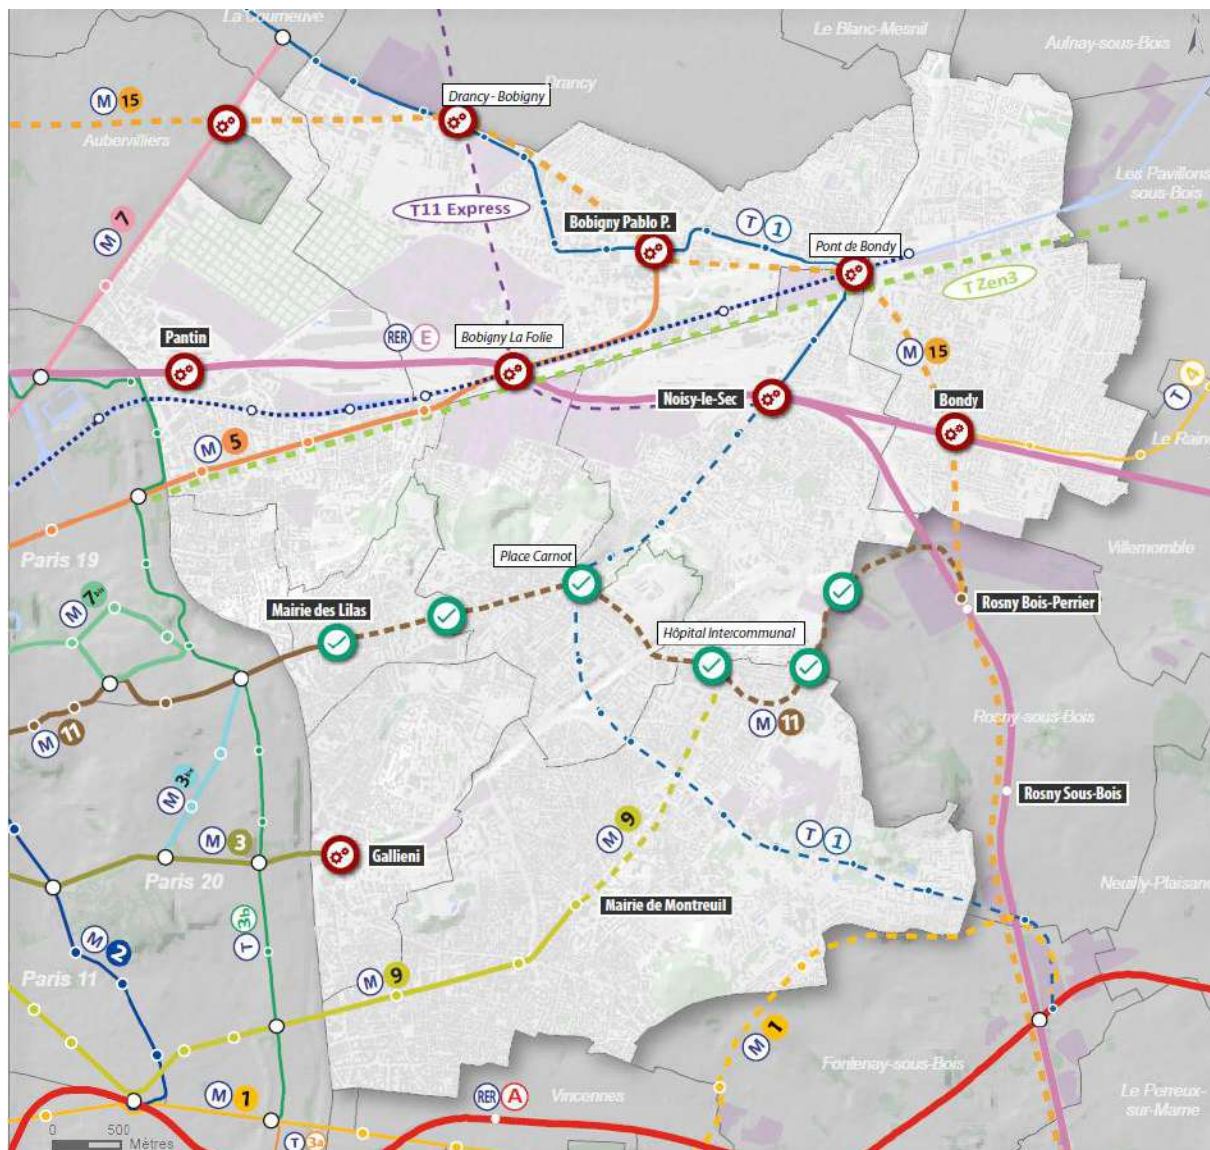 La Courneuve
Le Blanc-Mesnil
Aulnay-sous-Bois
M 15
Drancy - Bobigny
Drancy
Aubervilliers
Les Pavillons
sous-Bois
T11 Express
Bobigny Pablo P.
T 1
Pont de Bondy
M 7
T Zen3
Pantin
RER E
Bobigny La Folie
M 15
Noisy-le-Sec
Bondy
T 4
M 5
Le Rainc
Paris 19
Place Carnot
Villemomble
M 7bis
Mairie des Lilas
Rosny Bois-Perrier
Hôpital Intercommunal
M 11
M 11
Rosny-sous-Bois
M 3bis
Rosny Sous-Bois
M 9
T 1
M 3
Gallieni
Paris 20
Neuilly-Plaisanc
Mairie de Montreuil
T 3b
M 2
Paris 11
M 9
M 1
Fontenay-sous-Bois
M 1
RER A
Vincennes
Le Perreux-
sur-Marne
0 500
Mètres
T 3a